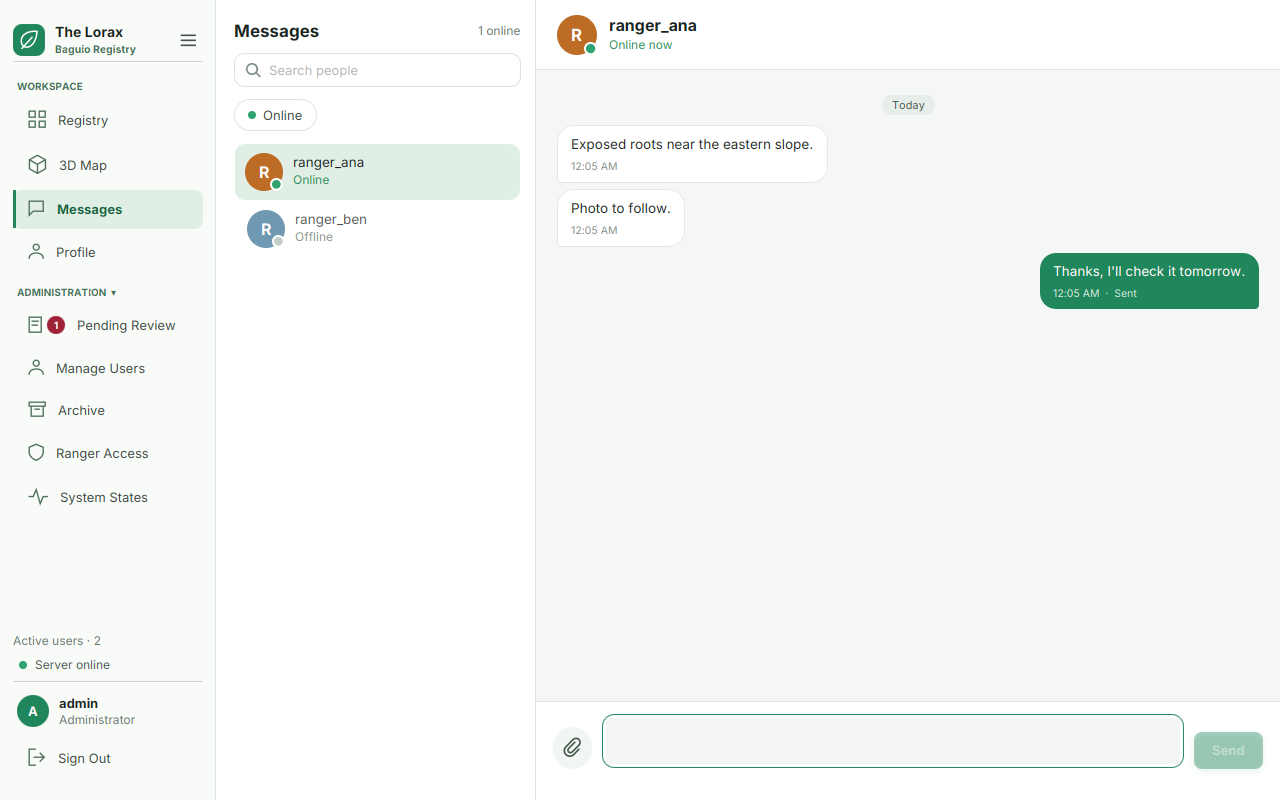 The Lorax
Baguio Registry
WORKSPACE
Registry
3D Map
Messages
Profile
ADMINISTRATION ▾
1 Pending Review
Manage Users
Archive
Ranger Access
System States
Active users · 2
Server online
A
admin
Administrator
Sign Out
Messages
1 online
Search people
Online
R
ranger_ana
Online
R
ranger_ben
Offline
R
ranger_ana
Online now
Today
Exposed roots near the eastern slope.
12:05 AM
Photo to follow.
12:05 AM
Thanks, I'll check it tomorrow.
12:05 AM · Sent
Send